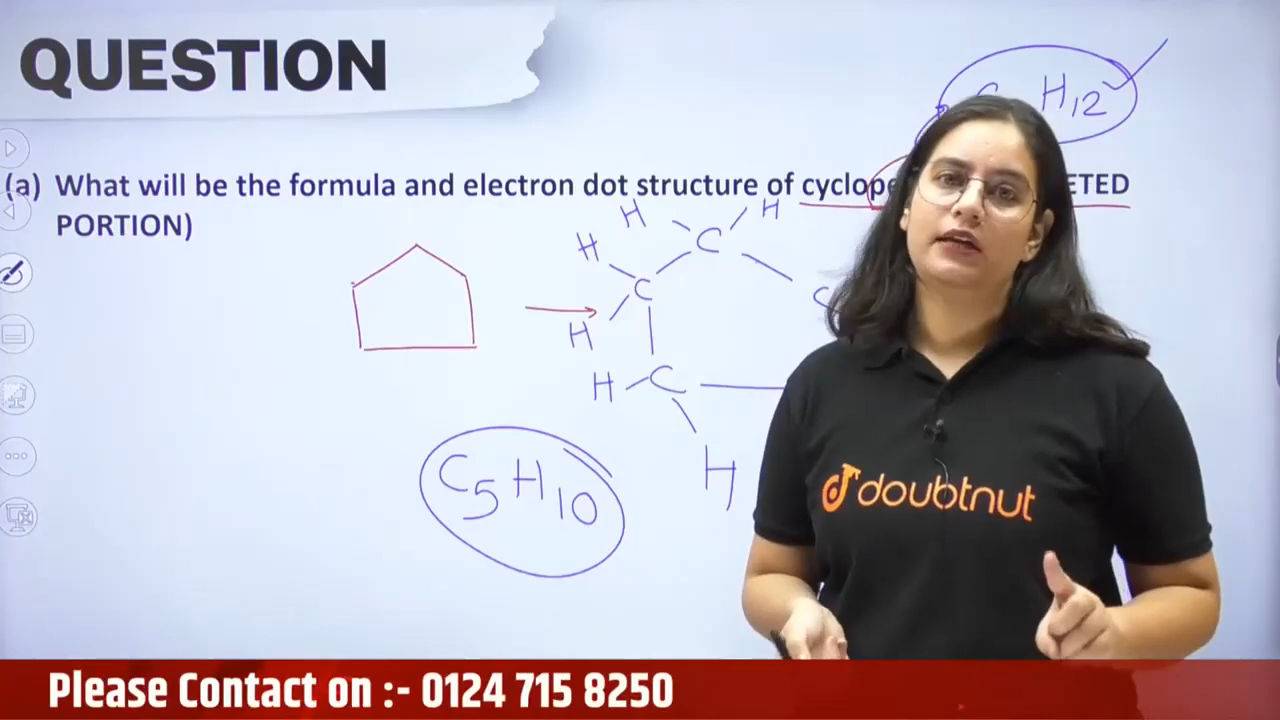 QUESTION
H12
(a) What will be the formula and electron dot structure of cyclope ETED
PORTION)
H H
H C
C C
H
H C
H
C5H10
doubtnut
Please Contact on :- 0124 715 8250